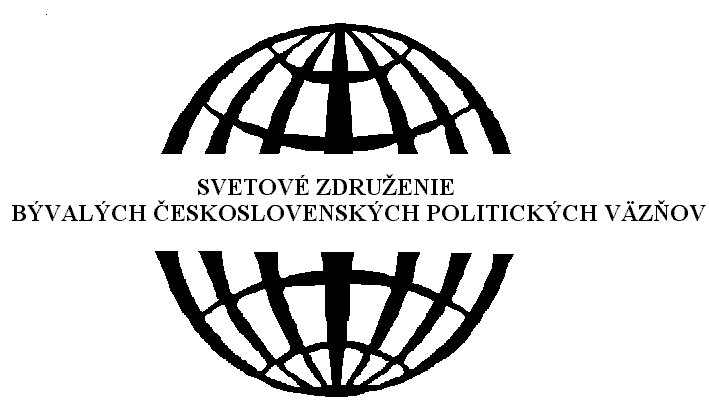 SVETOVÉ ZDRUŽENIE
BÝVALÝCH ČESKOSLOVENSKÝCH POLITICKÝCH VÄZŇOV